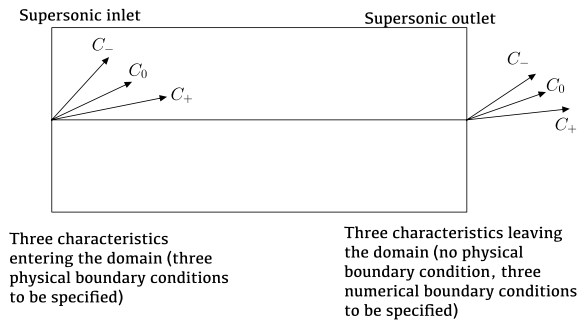 Supersonic inlet
Supersonic outlet
C₋
C₀
C₊
C₋
C₀
C₊
Three characteristics
entering the domain (three
physical boundary conditions
to be specified)
Three characteristics leaving
the domain (no physical
boundary condition, three
numerical boundary conditions
to be specified)